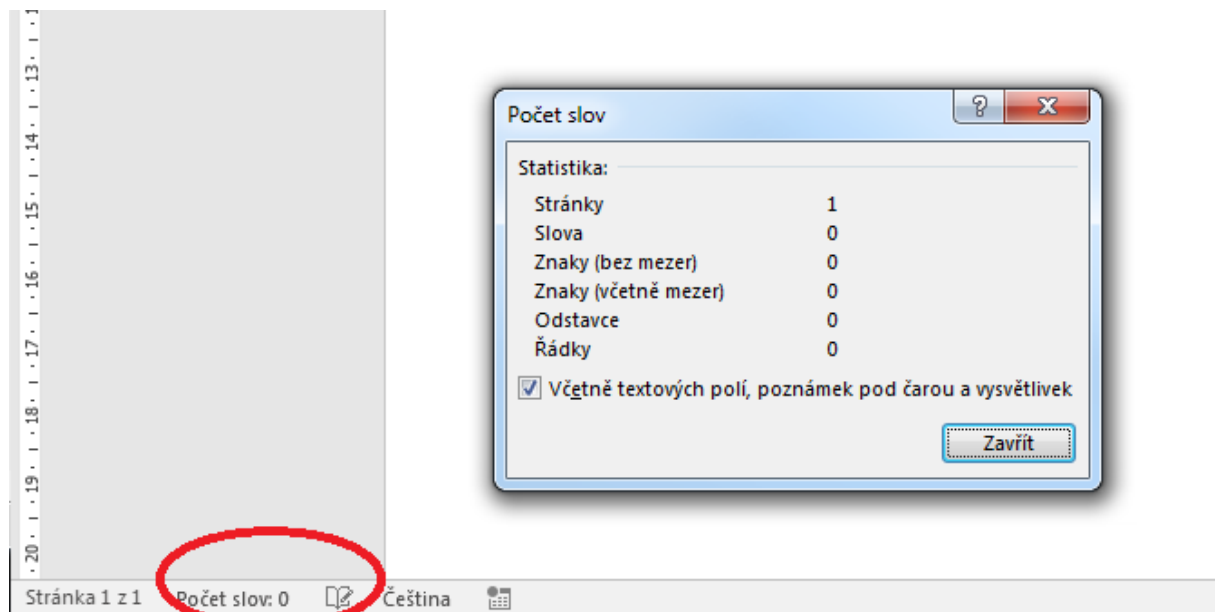 13
14
15
16
17
18
19
20
Počet slov
?
Statistika:
Stránky 1
Slova 0
Znaky (bez mezer) 0
Znaky (včetně mezer) 0
Odstavce 0
Řádky 0
Včetně textových polí, poznámek pod čarou a vysvětlivek
Zavřít
Stránka 1 z 1 Počet slov: 0 Čeština